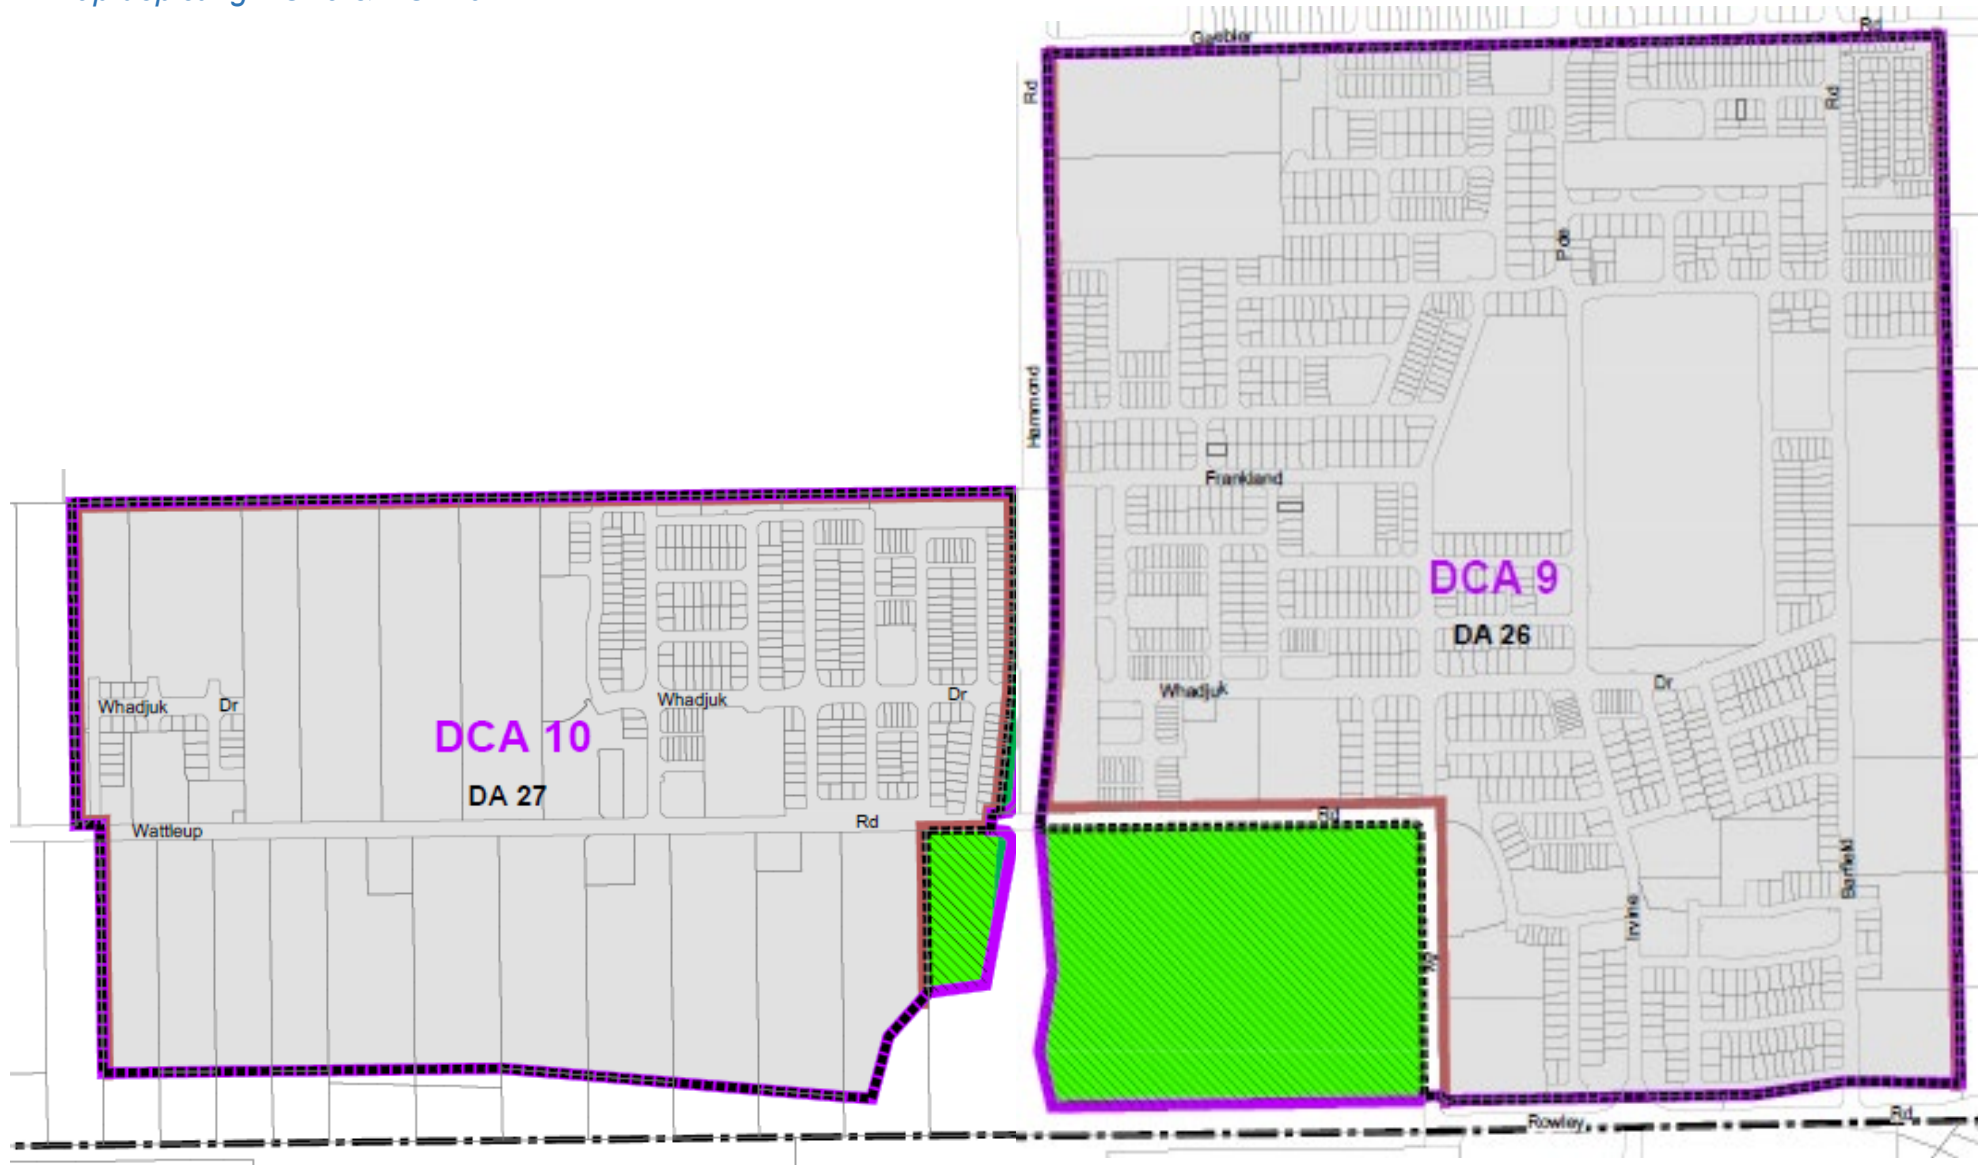 Gaebler Rd
Rd
Rd
Pde
Hammond
Frankland
DCA 9
DA 26
Whadjuk
Dr
Whadjuk Dr
Whadjuk Dr
DCA 10
DA 27
Wattleup Rd
Rd
Barfield
Irvine
Rowley Rd